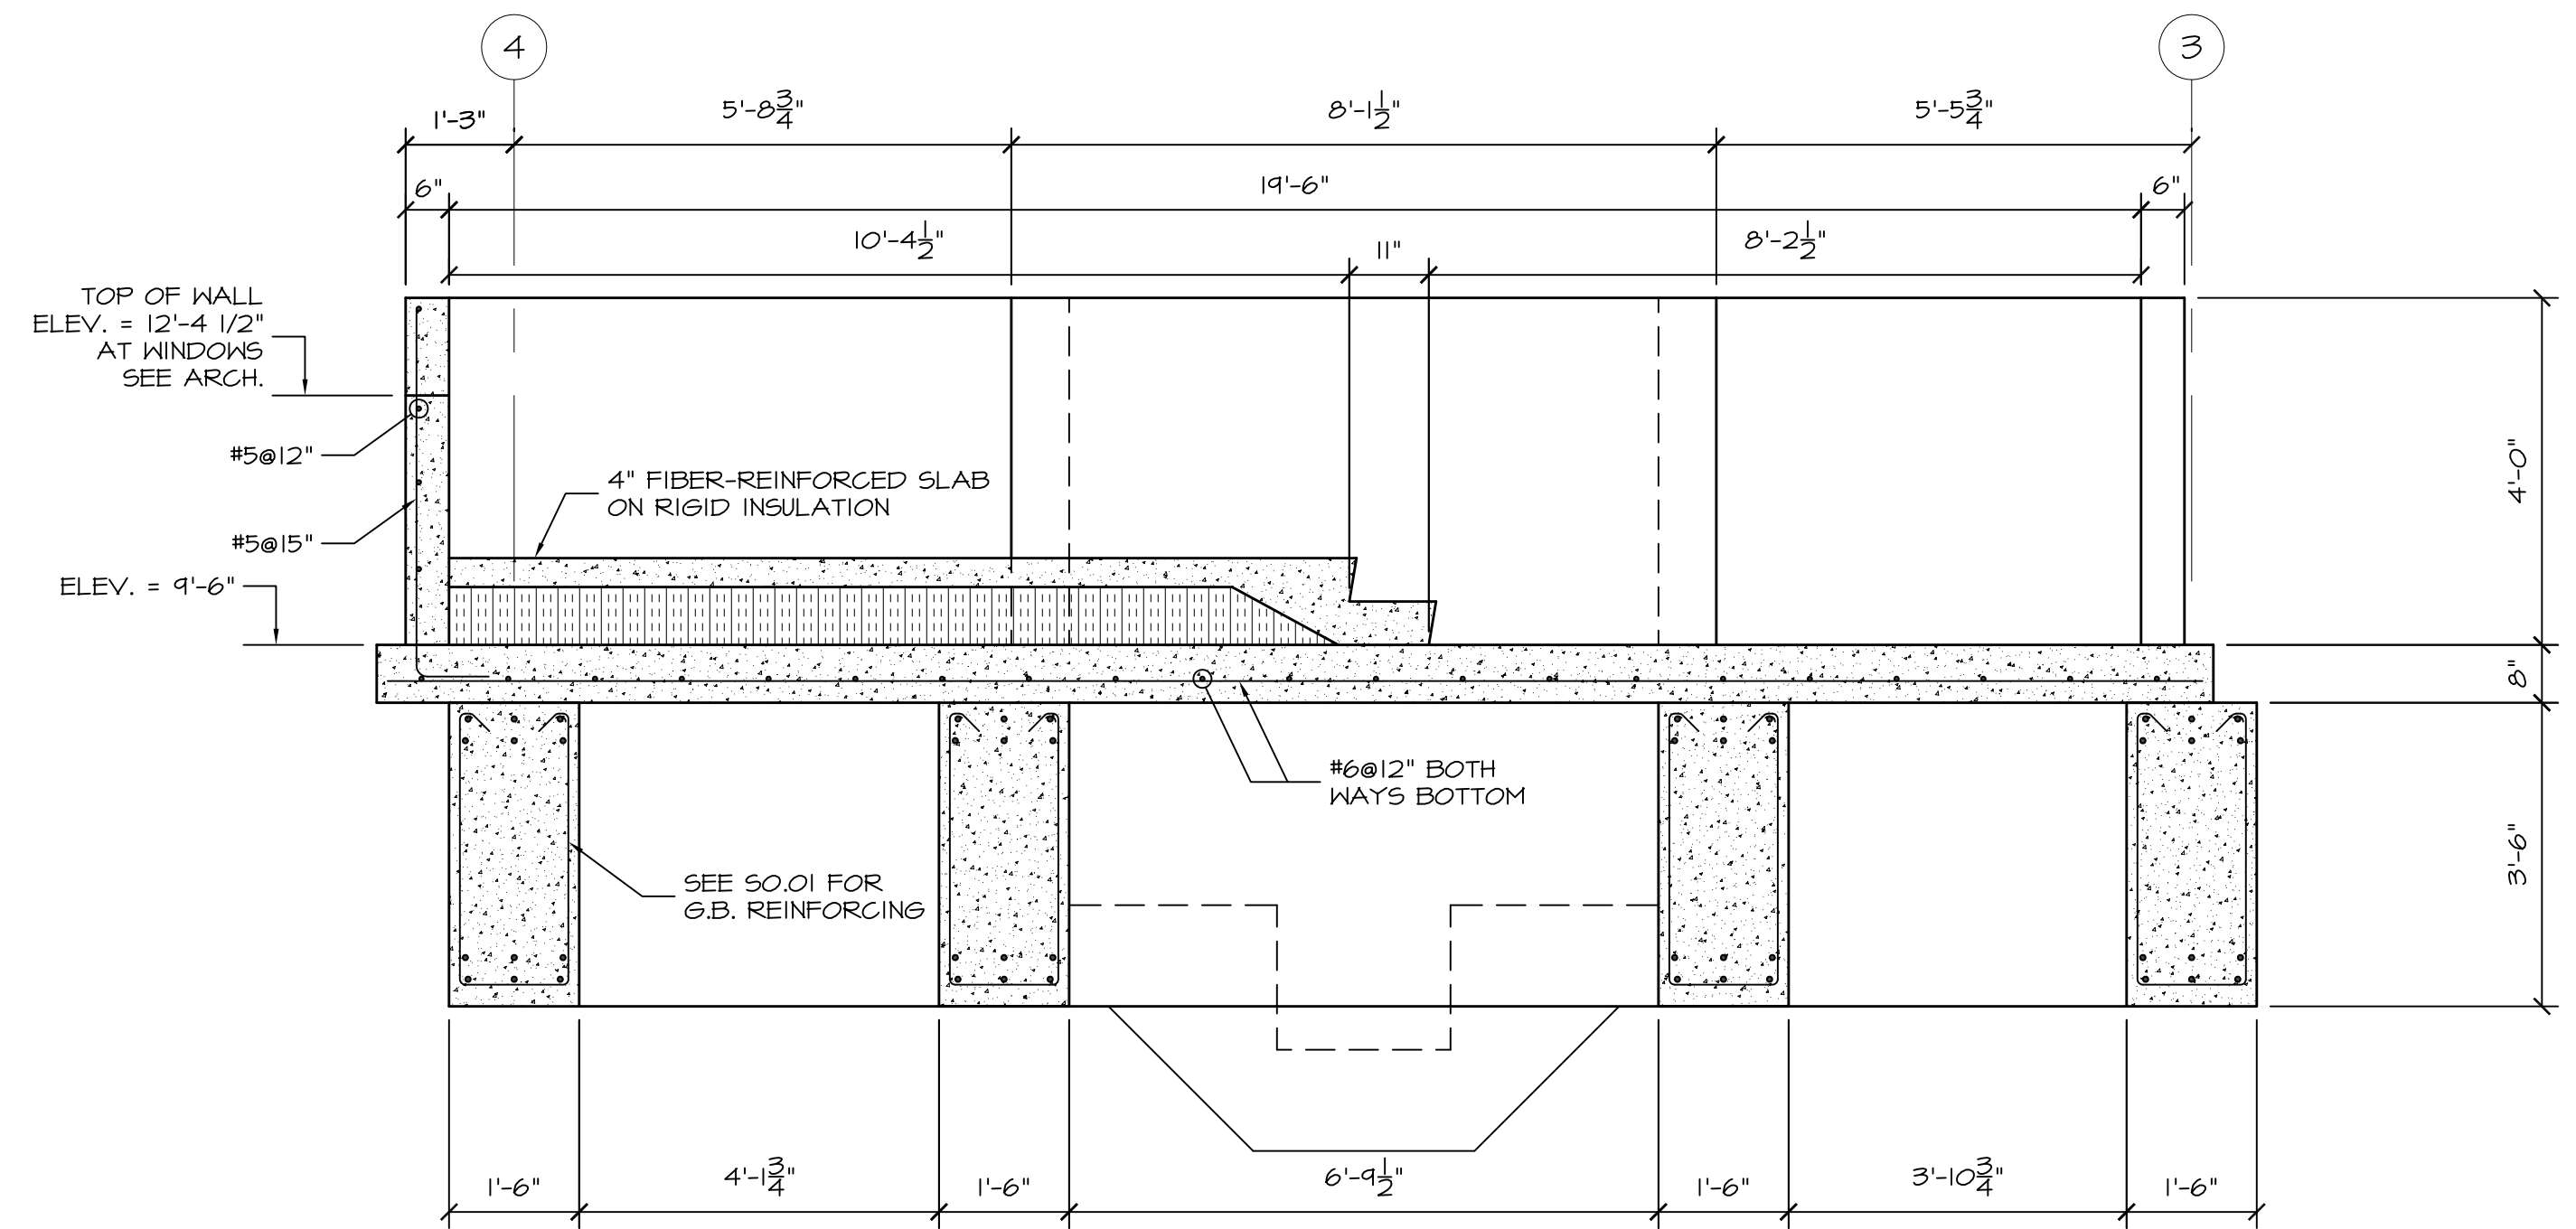 4
3
1'-3"
5'-8 3/4"
8'-1 1/2"
5'-5 3/4"
6"
19'-6"
6"
10'-4 1/2"
11"
8'-2 1/2"
TOP OF WALL
ELEV. = 12'-4 1/2"
AT WINDOWS
SEE ARCH.
#5@12"
4" FIBER-REINFORCED SLAB
ON RIGID INSULATION
4'-0"
#5@15"
ELEV. = 9'-6"
8"
#6@12" BOTH
WAYS BOTTOM
3'-6"
SEE S0.01 FOR
G.B. REINFORCING
1'-6"
4'-1 3/4"
1'-6"
6'-9 1/2"
1'-6"
3'-10 3/4"
1'-6"